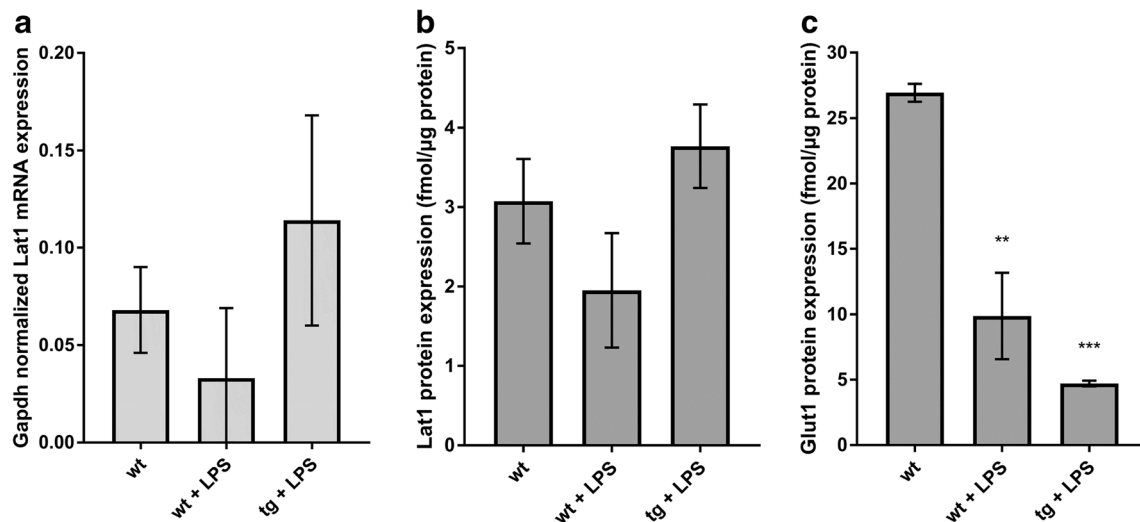 a
Gapdh normalized Lat1 mRNA expression
0.20
0.15
0.10
0.05
0.00
wt
wt + LPS
tg + LPS
b
Lat1 protein expression (fmol/µg protein)
5
4
3
2
1
0
wt
wt + LPS
tg + LPS
c
Glut1 protein expression (fmol/µg protein)
30
25
20
15
10
5
0
**
***
wt
wt + LPS
tg + LPS